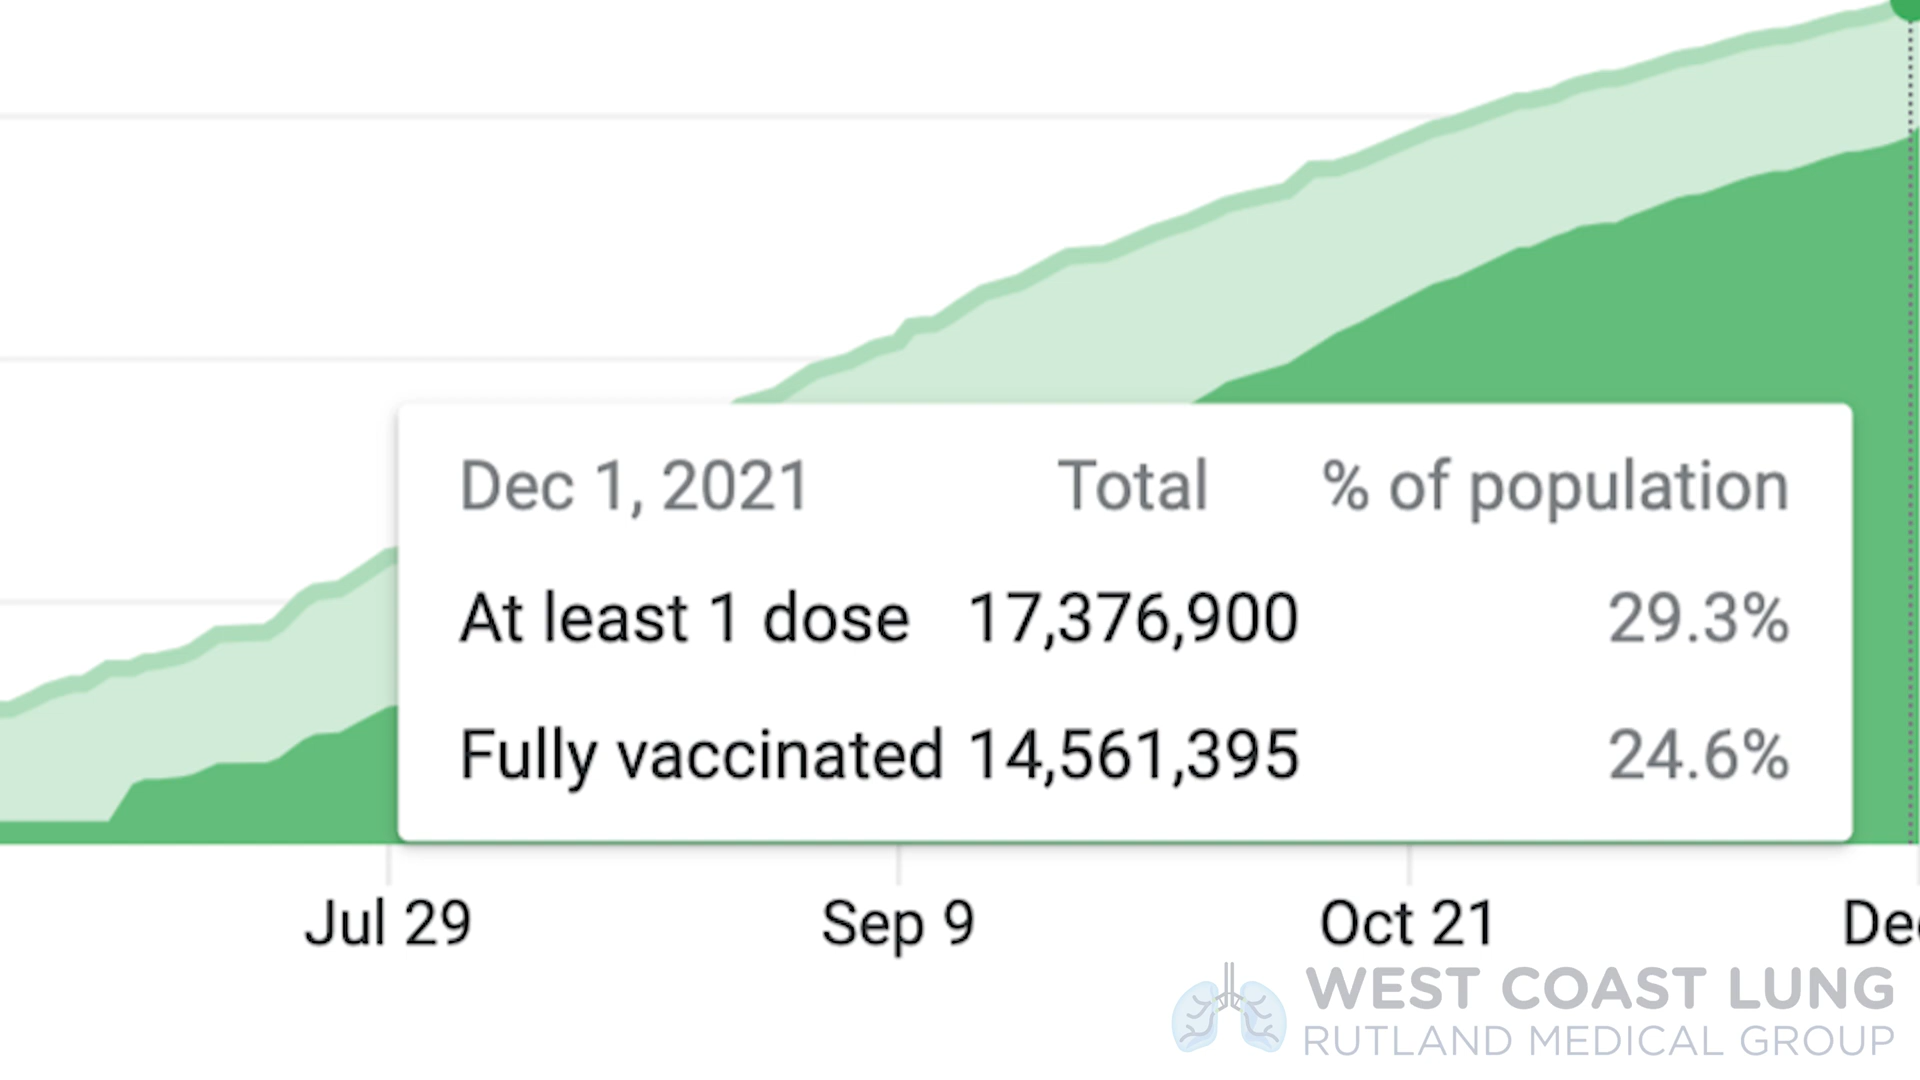 Dec 1, 2021 Total % of population
At least 1 dose 17,376,900 29.3%
Fully vaccinated 14,561,395 24.6%
Jul 29 Sep 9 Oct 21
WEST COAST LUNG
RUTLAND MEDICAL GROUP